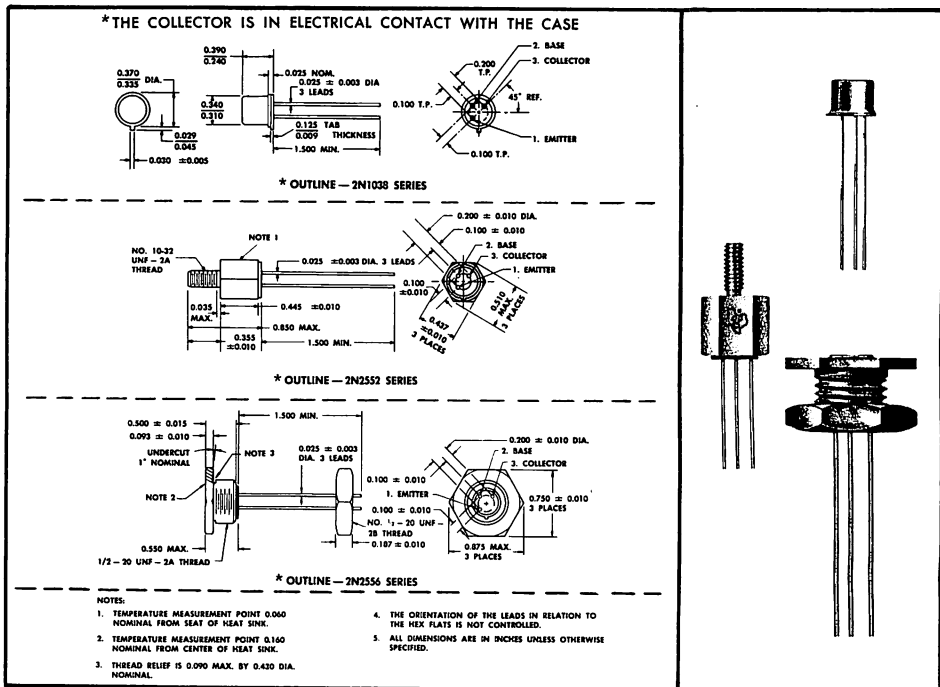 *THE COLLECTOR IS IN ELECTRICAL CONTACT WITH THE CASE
0.390
0.240
0.370
0.335 DIA.
0.025 NOM.
0.025 ± 0.003 DIA
3 LEADS
0.340
0.310
0.029
0.045
0.125 TAB
0.009 THICKNESS
1.500 MIN.
0.030 ±0.005
2. BASE
0.200
T.P.
3. COLLECTOR
0.100 T.P.
45° REF.
1. EMITTER
0.100 T.P.
* OUTLINE — 2N1038 SERIES
NO. 10-32
UNF – 2A
THREAD
NOTE 1
0.025 ±0.003 DIA. 3 LEADS
0.035
MAX.
0.445 ±0.010
0.850 MAX.
0.355
±0.010
1.500 MIN.
0.200 ± 0.010 DIA.
0.100 ± 0.010
2. BASE
3. COLLECTOR
1. EMITTER
0.100
±0.010
0.510
MAX.
3 PLACES
0.437
±0.010
3 PLACES
* OUTLINE — 2N2552 SERIES
1.500 MIN.
0.500 ± 0.015
0.093 ± 0.010
UNDERCUT
1° NOMINAL
NOTE 3
0.025 ± 0.003
DIA. 3 LEADS
NOTE 2
0.550 MAX.
1/2 – 20 UNF – 2A THREAD
NO. 1/2 – 20 UNF –
2B THREAD
0.187 ± 0.010
0.200 ± 0.010 DIA.
2. BASE
3. COLLECTOR
0.100 ± 0.010
1. EMITTER
0.100 ± 0.010
0.750 ± 0.010
3 PLACES
0.875 MAX.
3 PLACES
* OUTLINE — 2N2556 SERIES
NOTES:
1. TEMPERATURE MEASUREMENT POINT 0.060
NOMINAL FROM SEAT OF HEAT SINK.
2. TEMPERATURE MEASUREMENT POINT 0.160
NOMINAL FROM CENTER OF HEAT SINK.
3. THREAD RELIEF IS 0.090 MAX. BY 0.430 DIA.
NOMINAL.
4. THE ORIENTATION OF THE LEADS IN RELATION TO
THE HEX FLATS IS NOT CONTROLLED.
5. ALL DIMENSIONS ARE IN INCHES UNLESS OTHERWISE
SPECIFIED.